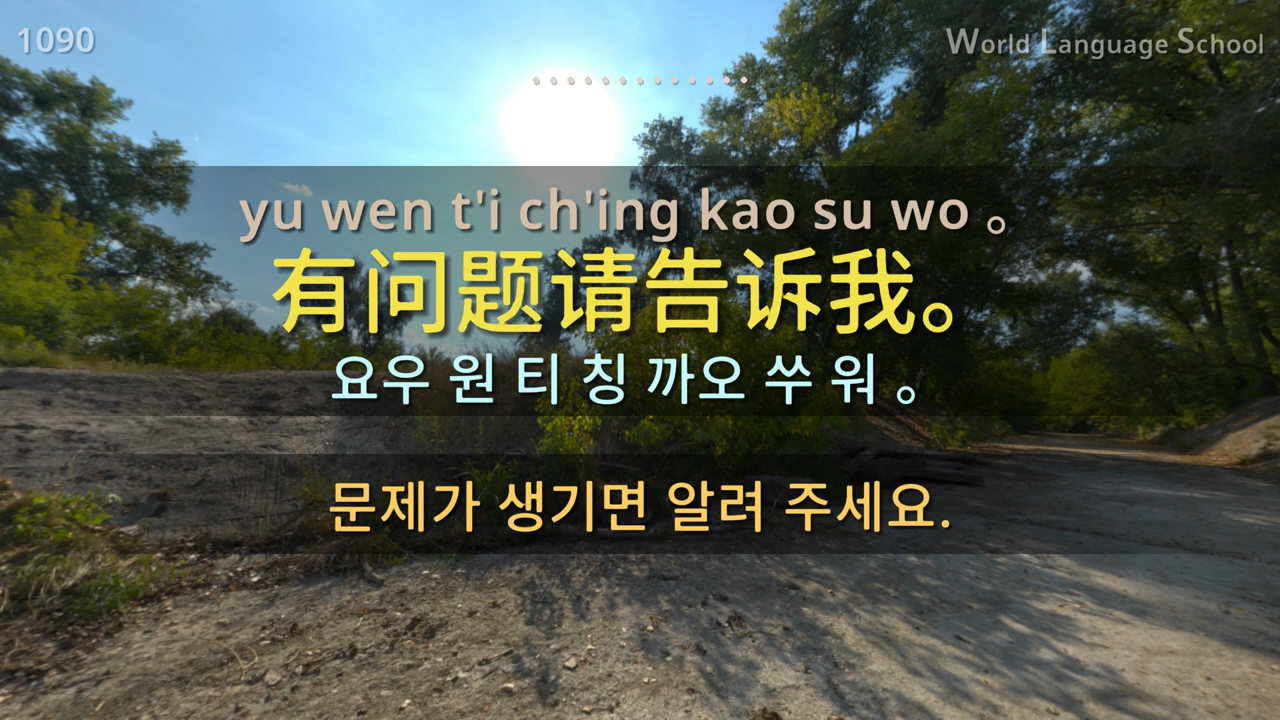 1090
World Language School
yu wen t'i ch'ing kao su wo 。
有问题请告诉我。
요우 원 티 칭 까오 쑤 워 。
문제가 생기면 알려 주세요.